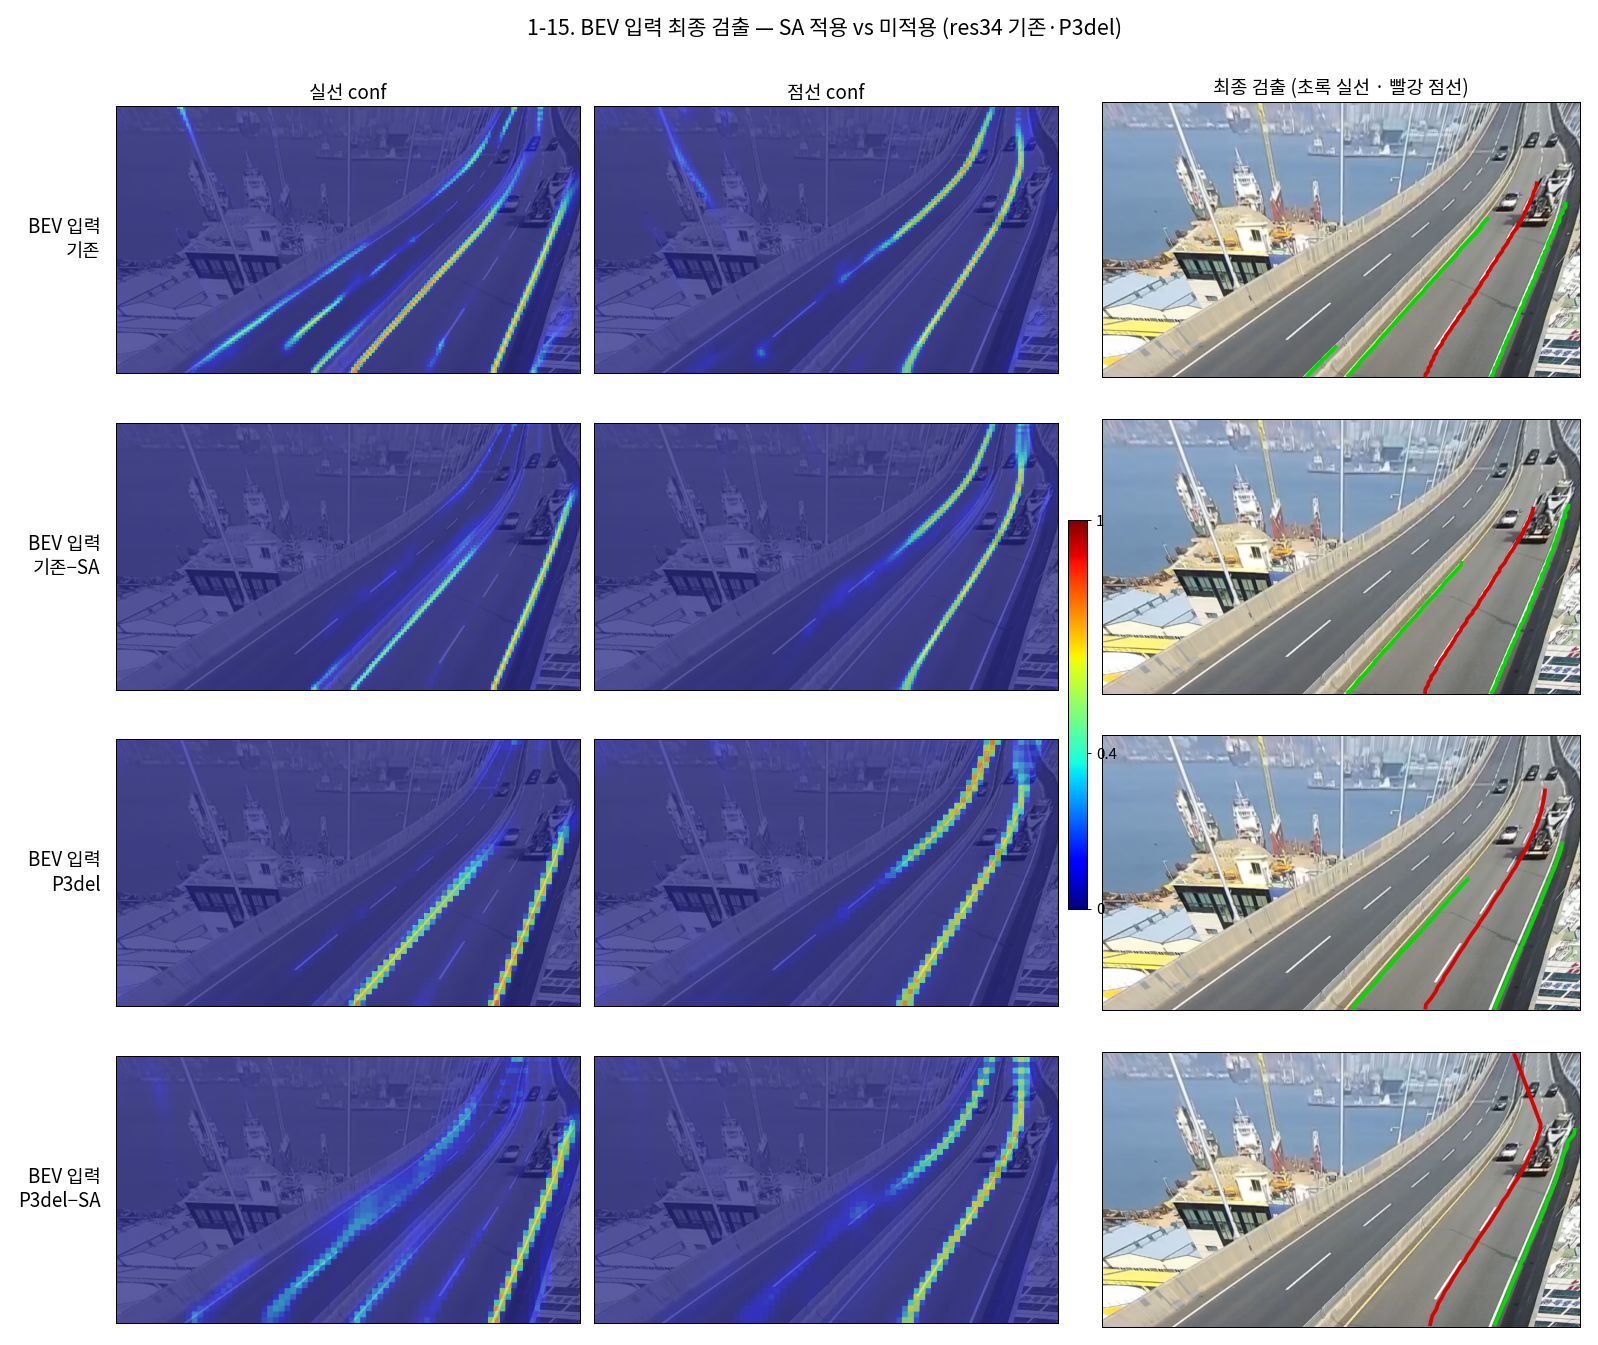 1-15. BEV 입력 최종 검출 — SA 적용 vs 미적용 (res34 기존·P3del)
실선 conf
점선 conf
최종 검출 (초록 실선 · 빨강 점선)
BEV 입력
기존
BEV 입력
기존−SA
1
0.4
0
BEV 입력
P3del
BEV 입력
P3del−SA